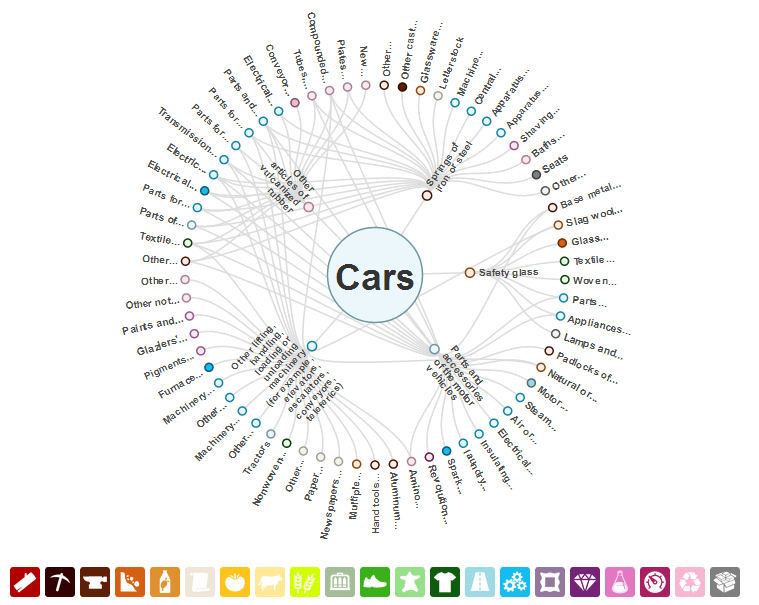 Cars
Other
articles of
vulcanized
rubber
Springs of
iron or steel
Safety glass
Parts and
accessories
of the motor
vehicles
Other lifting,
handling,
loading or
unloading
machinery
(for example,
elevators,
escalators,
conveyors,
teleferics)
Compounded...
Plates...
New...
Other...
Other cast...
Glassware...
Letterstock
Machine...
Central...
Apparatus...
Apparatus...
Shaving...
Baths...
Seats
Other...
Base metal...
Slag wool...
Glass...
Textile...
Woven...
Parts...
Appliances...
Lamps and...
Padlocks of...
Natural or...
Motor...
Steam...
Air or...
Electrical...
Insulating...
laundry...
Spark...
Revolution...
Amino...
Aluminum...
Hand tools...
Multiple...
Newspapers...
Paper...
Other...
Nonwoven...
Tractors
Other...
Machinery...
Other...
Machinery...
Furnace...
Pigments...
Glaziers'...
Paints and...
Other not...
Other...
Other...
Textile...
Parts of...
Parts for...
Electrical...
Electric...
Transmission...
Parts for...
Parts for...
Parts and...
Electrical...
Conveyor...
Tubes...